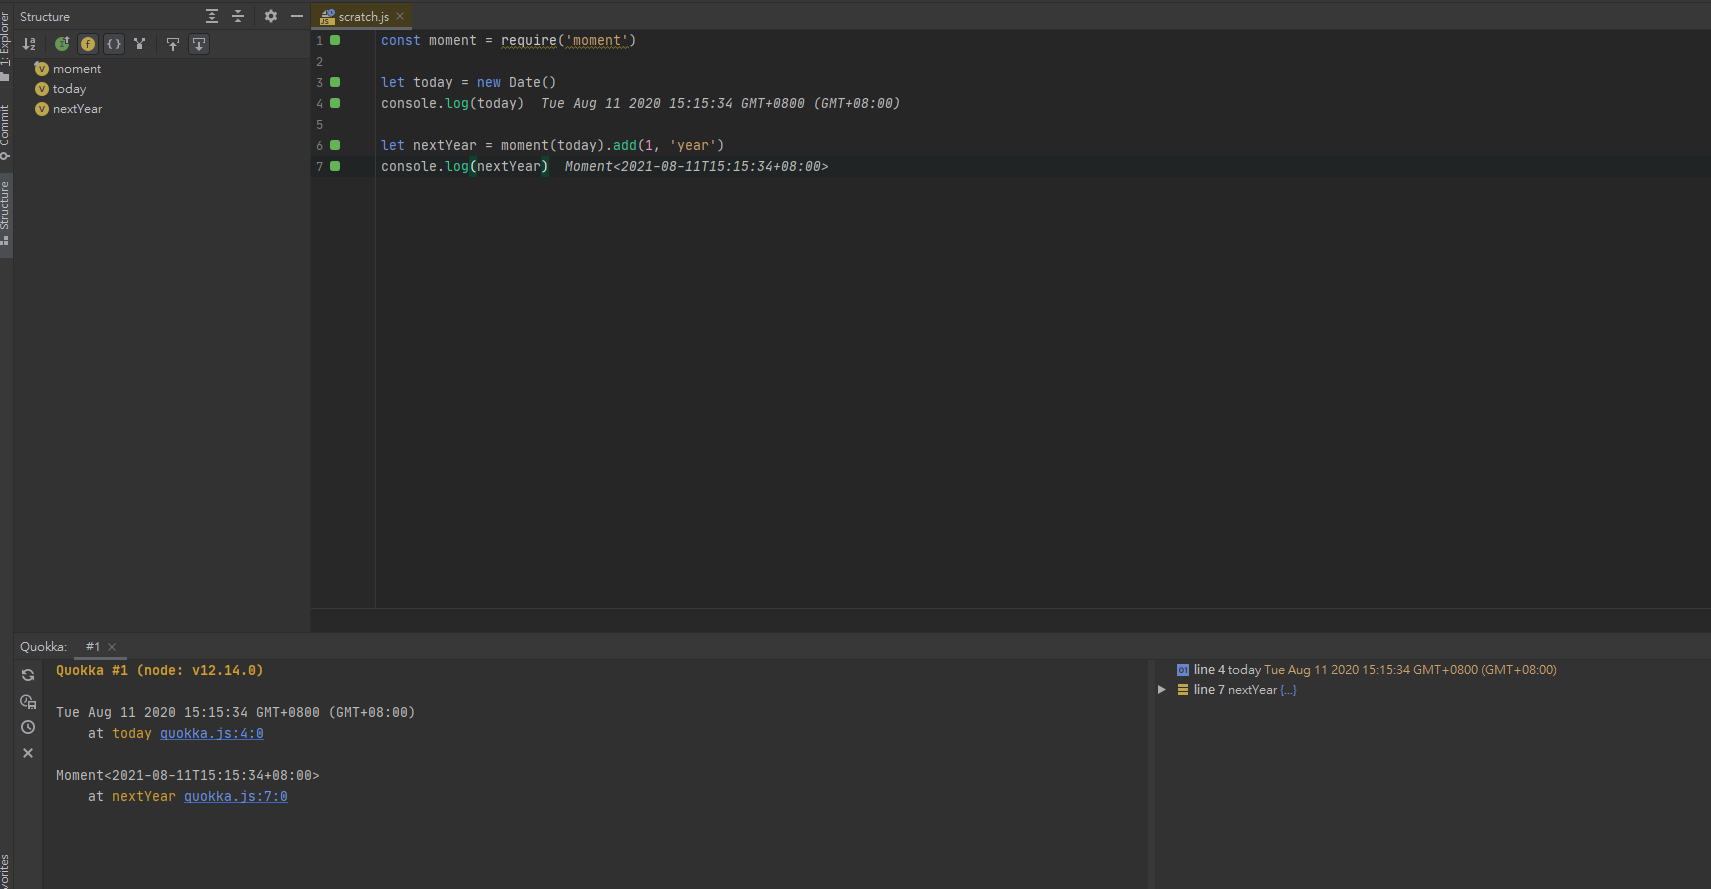 1: Explorer
Commit
Structure
vorites
Structure
moment
today
nextYear
scratch.js
1 const moment = require('moment')
2
3 let today = new Date()
4 console.log(today) Tue Aug 11 2020 15:15:34 GMT+0800 (GMT+08:00)
5
6 let nextYear = moment(today).add(1, 'year')
7 console.log(nextYear) Moment<2021-08-11T15:15:34+08:00>
Quokka: #1
Quokka #1 (node: v12.14.0)
Tue Aug 11 2020 15:15:34 GMT+0800 (GMT+08:00)
at today quokka.js:4:0
Moment<2021-08-11T15:15:34+08:00>
at nextYear quokka.js:7:0
line 4 today Tue Aug 11 2020 15:15:34 GMT+0800 (GMT+08:00)
line 7 nextYear {...}